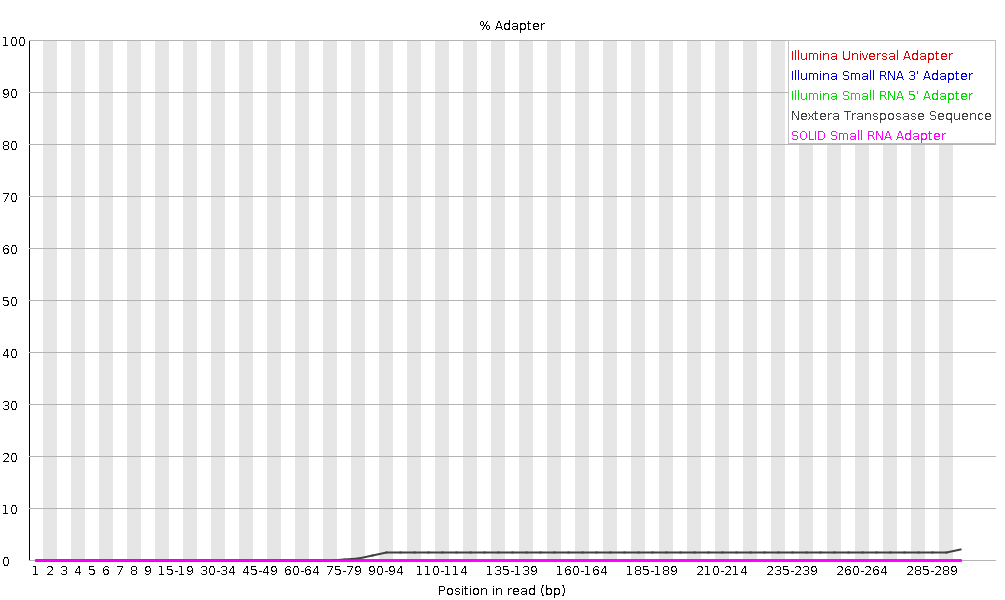 % Adapter
100
90
80
70
60
50
40
30
20
10
0
Illumina Universal Adapter
Illumina Small RNA 3' Adapter
Illumina Small RNA 5' Adapter
Nextera Transposase Sequence
SOLID Small RNA Adapter
1 2 3 4 5 6 7 8 9 15-19 30-34 45-49 60-64 75-79 90-94 110-114 135-139 160-164 185-189 210-214 235-239 260-264 285-289
Position in read (bp)